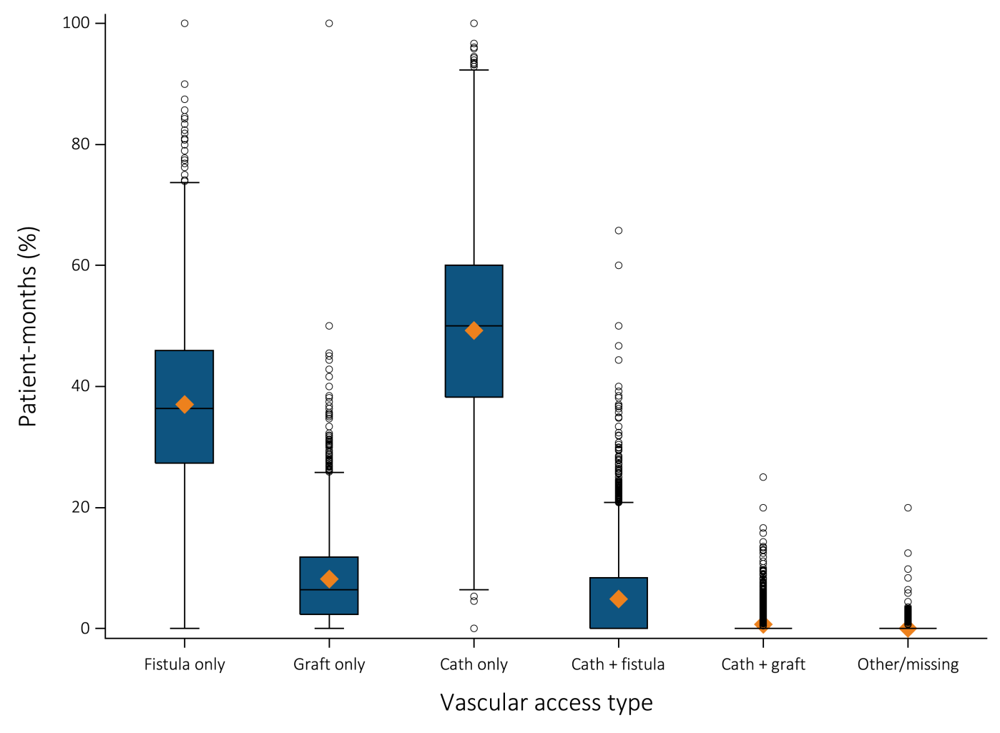 Patient-months (%)
100
80
60
40
20
0
Fistula only
Graft only
Cath only
Cath + fistula
Cath + graft
Other/missing
Vascular access type